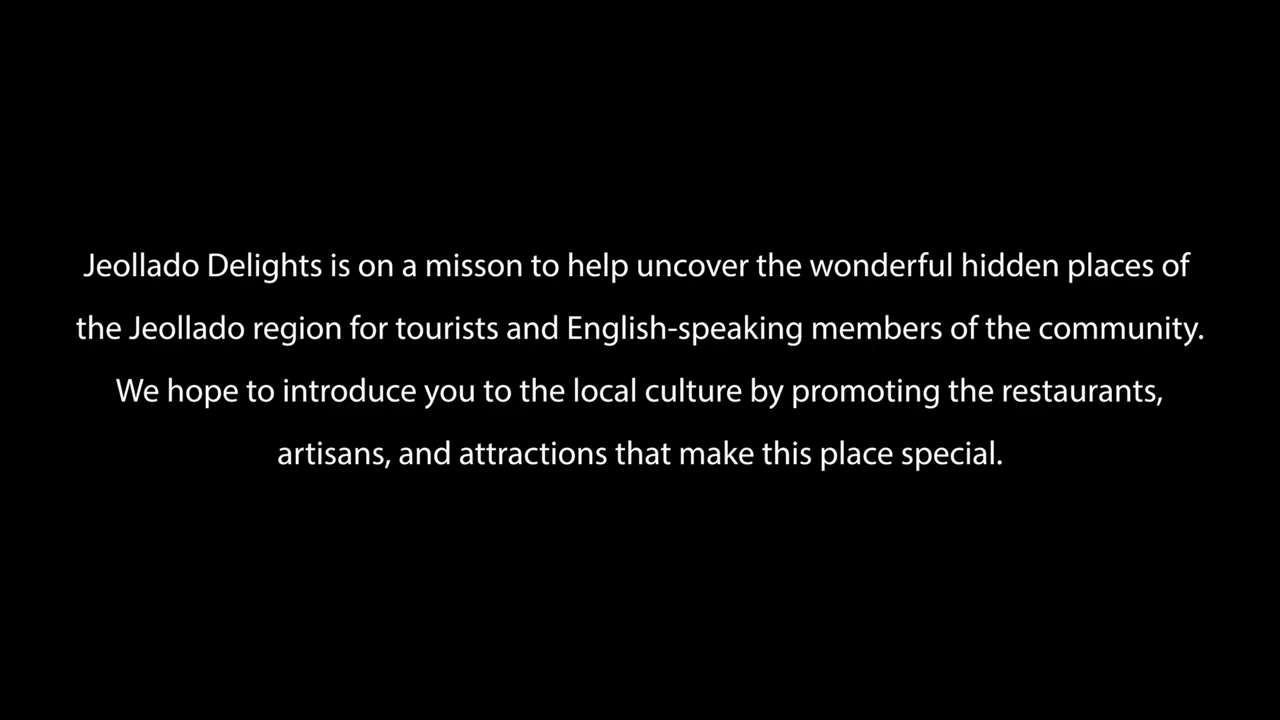 Jeollado Delights is on a misson to help uncover the wonderful hidden places of
the Jeollado region for tourists and English-speaking members of the community.
We hope to introduce you to the local culture by promoting the restaurants,
artisans, and attractions that make this place special.